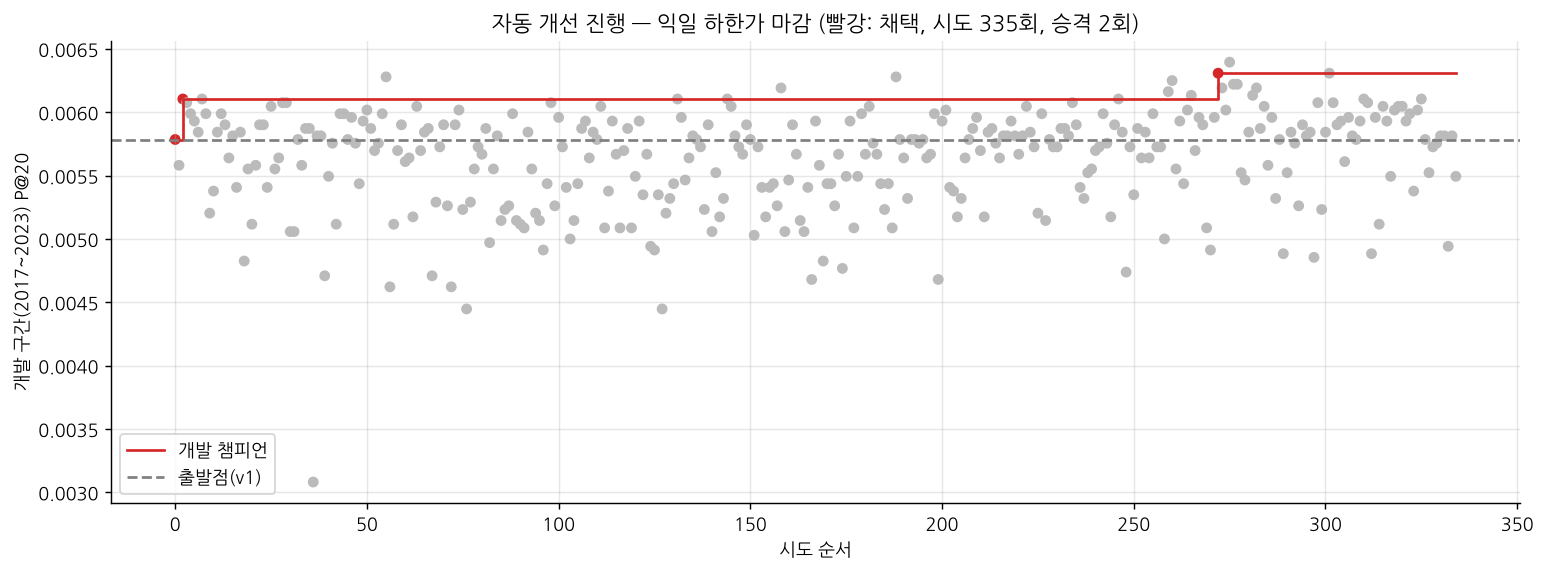 자동 개선 진행 — 익일 하한가 마감 (빨강: 채택, 시도 335회, 승격 2회)
개발 구간(2017~2023) P@20
0.0065
0.0060
0.0055
0.0050
0.0045
0.0040
0.0035
0.0030
개발 챔피언
출발점(v1)
0 50 100 150 200 250 300 350
시도 순서